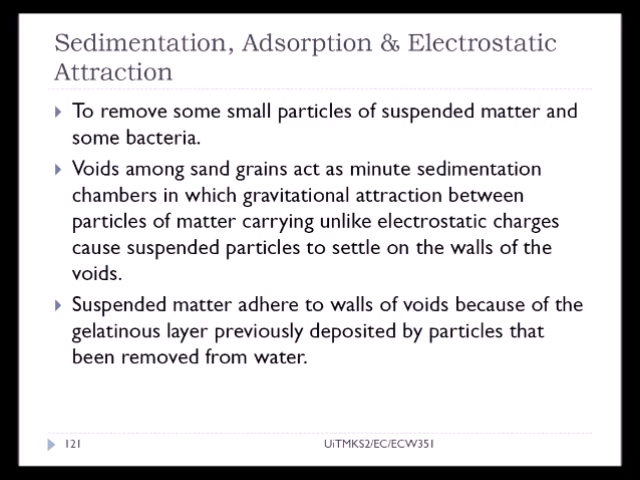 Sedimentation, Adsorption & Electrostatic
Attraction
To remove some small particles of suspended matter and
some bacteria.
Voids among sand grains act as minute sedimentation
chambers in which gravitational attraction between
particles of matter carrying unlike electrostatic charges
cause suspended particles to settle on the walls of the
voids.
Suspended matter adhere to walls of voids because of the
gelatinous layer previously deposited by particles that
been removed from water.
121
UiTMKS2/EC/ECW351